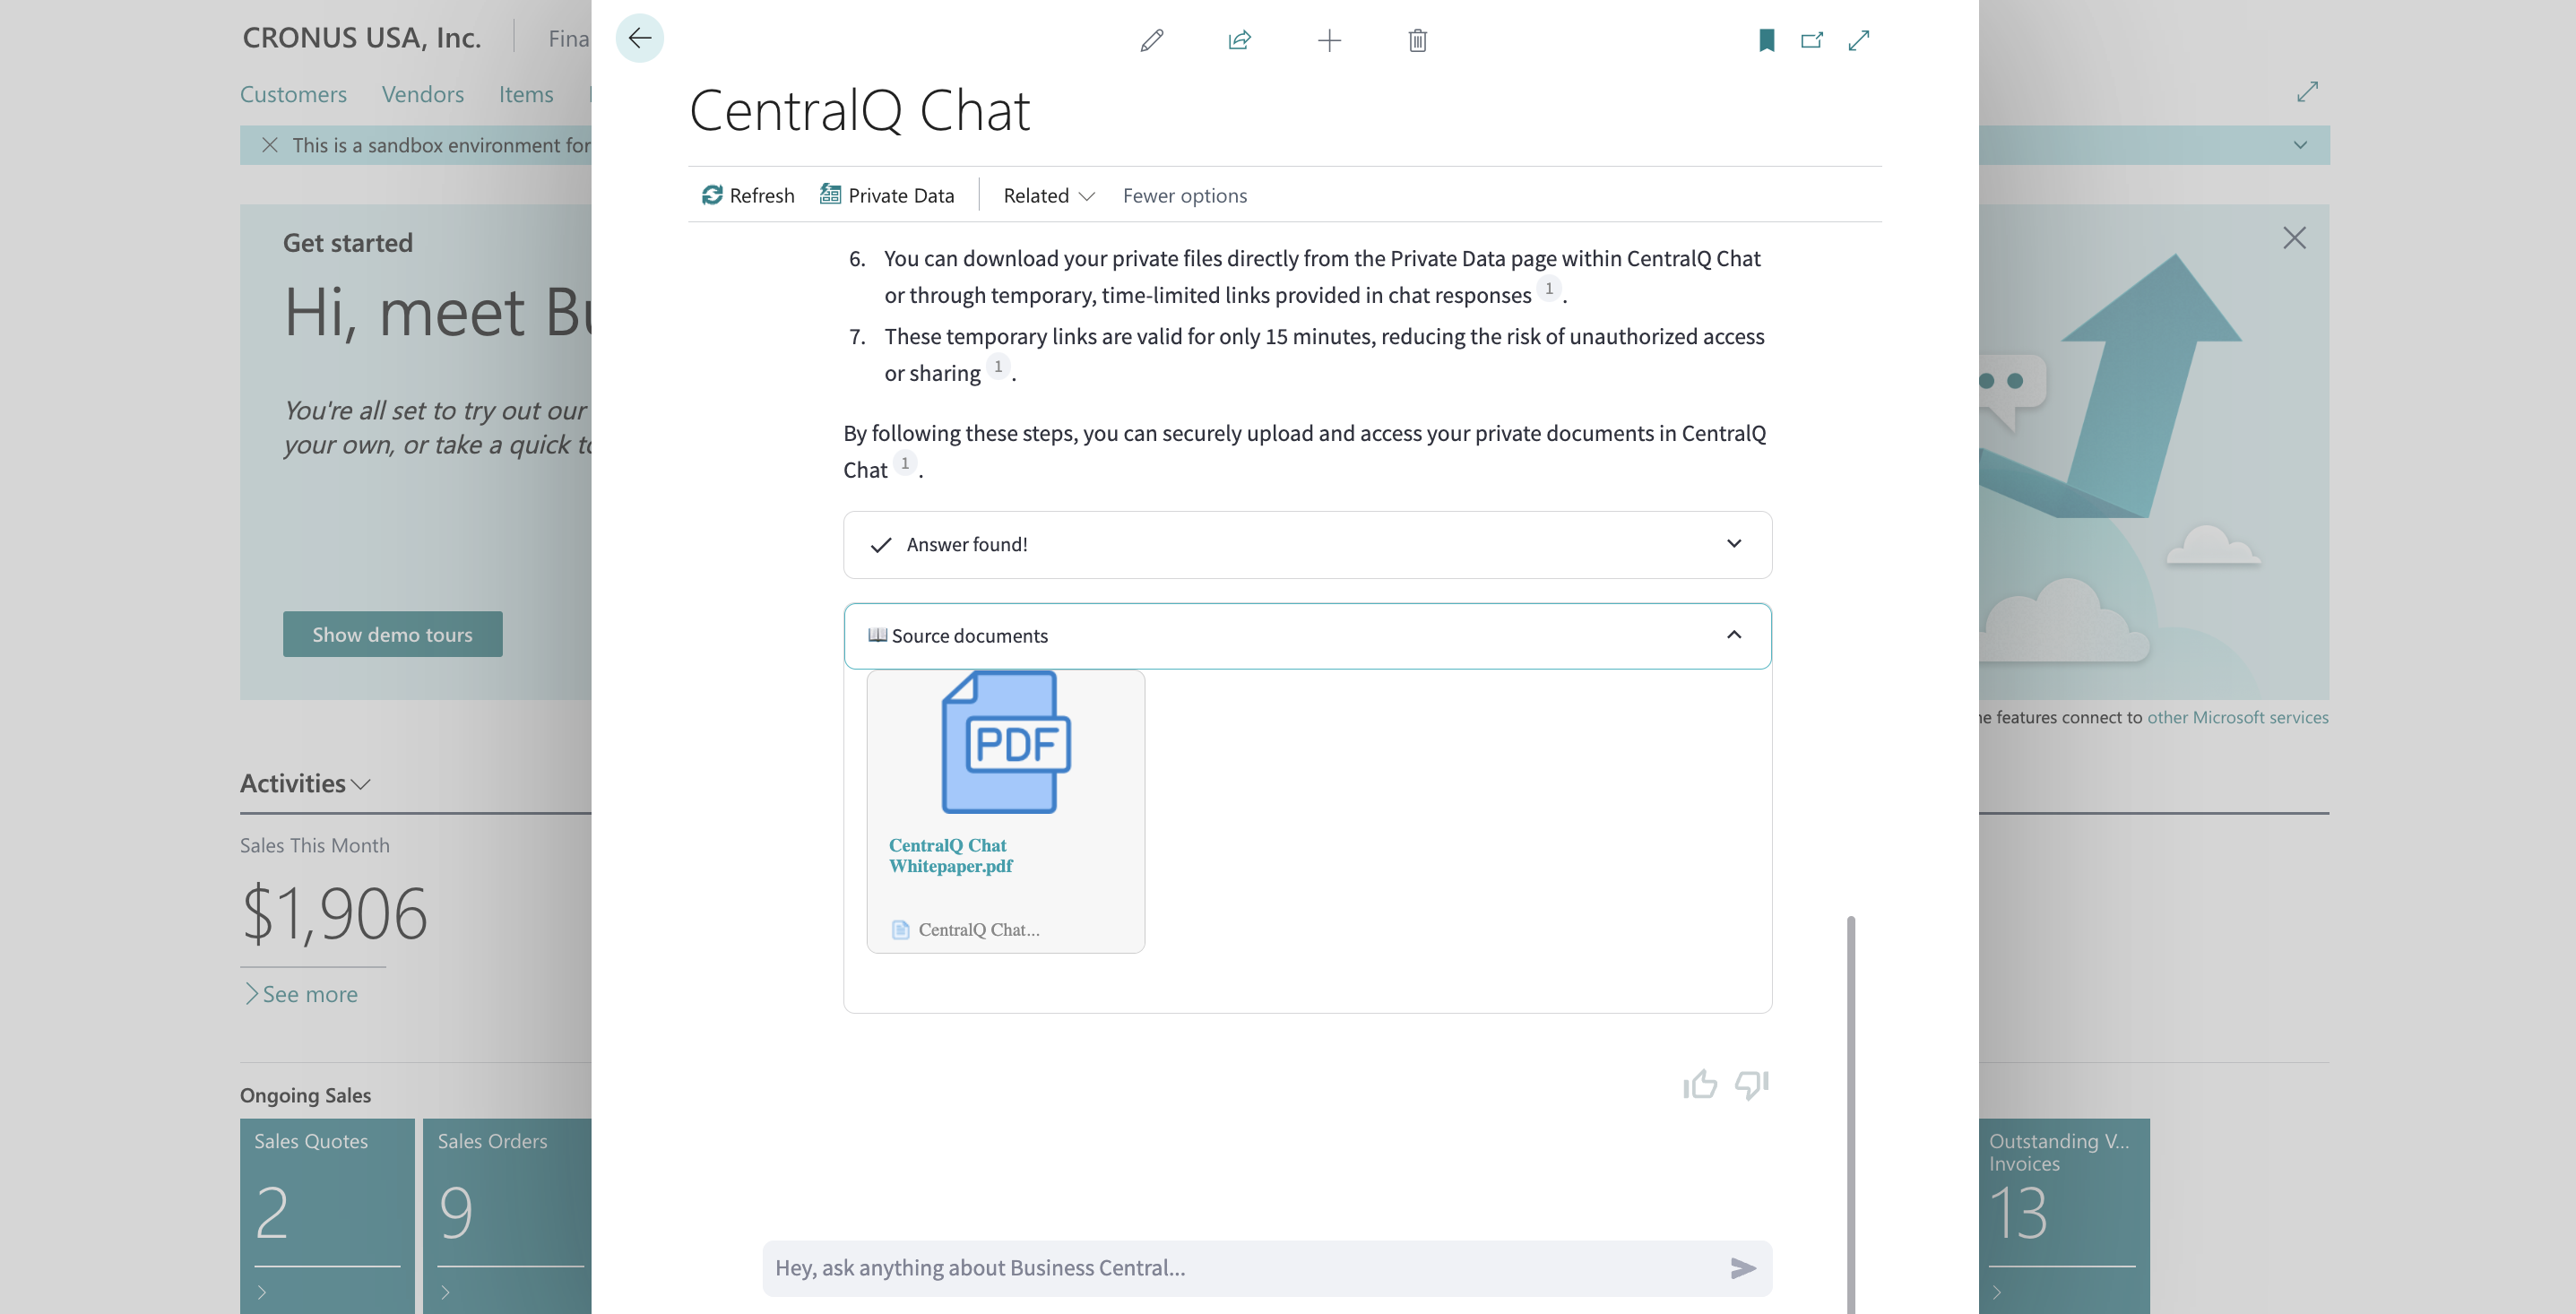 CRONUS USA, Inc.
Fina
Customers Vendors Items
This is a sandbox environment for
Get started
Hi, meet Bu
You're all set to try out our
your own, or take a quick to
Show demo tours
Activities
Sales This Month
$1,906
See more
Ongoing Sales
Sales Quotes
2
Sales Orders
9
CentralQ Chat
Refresh Private Data Related Fewer options
6. You can download your private files directly from the Private Data page within CentralQ Chat
or through temporary, time-limited links provided in chat responses 1 .
7. These temporary links are valid for only 15 minutes, reducing the risk of unauthorized access
or sharing 1 .
By following these steps, you can securely upload and access your private documents in CentralQ
Chat 1 .
Answer found!
Source documents
PDF
CentralQ Chat
Whitepaper.pdf
CentralQ Chat...
Hey, ask anything about Business Central...
ne features connect to other Microsoft services
Outstanding V...
Invoices
13